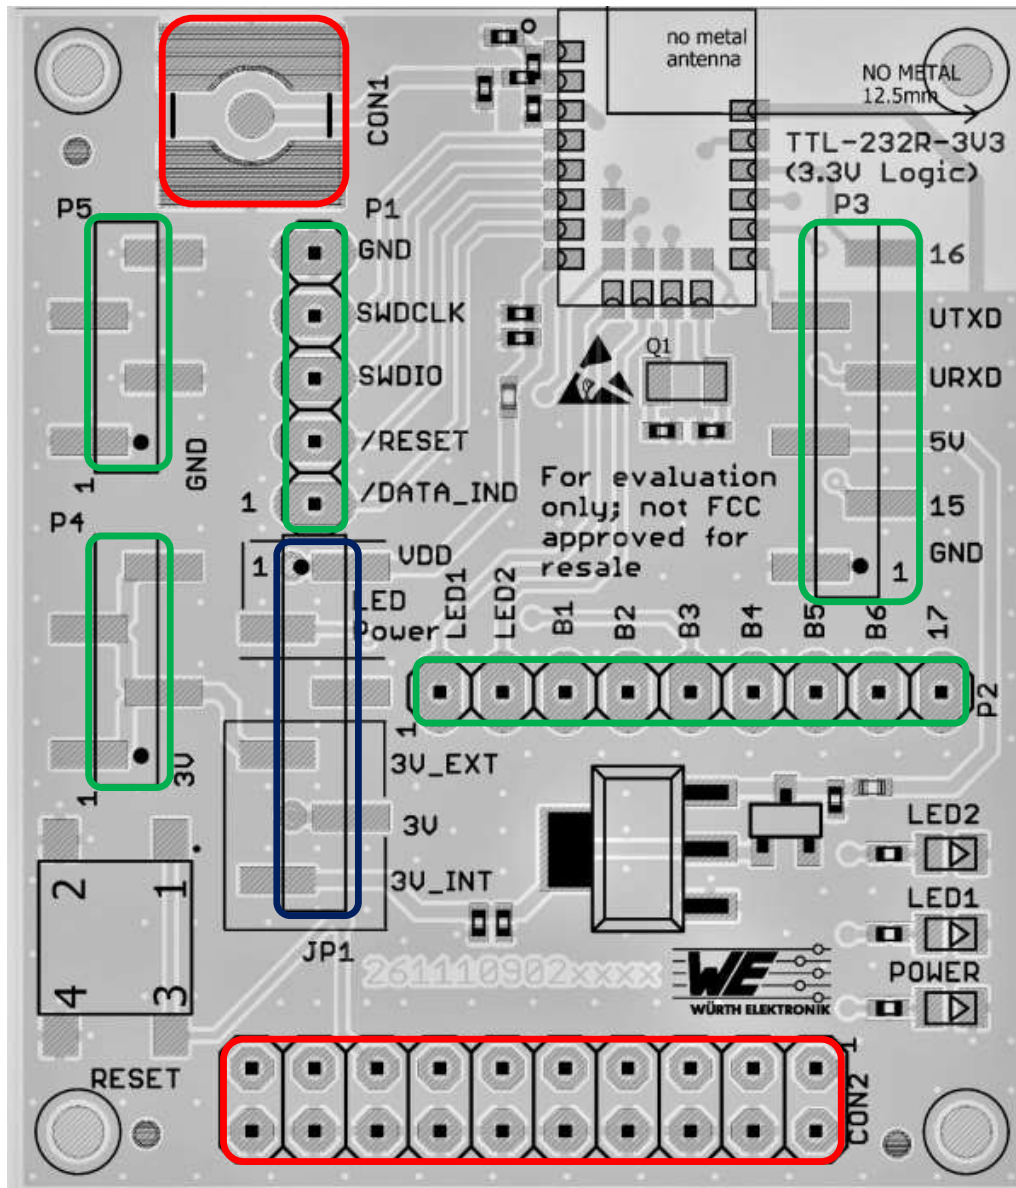 no metal
antenna
NO METAL
12.5mm
CON1
TTL-232R-3V3
(3.3V Logic)
P5
P1
P3
GND
16
SWDCLK
UTXD
Q1
SWDIO
URXD
/RESET
5V
1
GND
1
/DATA_IND
For evaluation
only; not FCC
approved for
resale
15
P4
GND
1
1
VDD
LED
Power
LED1
LED2
B1
B2
B3
B4
B5
B6
17
1
P2
1
3V
3V_EXT
3V
3V_INT
JP1
LED2
LED1
POWER
2
1
4
3
261110902xxxx
WE
WÜRTH ELEKTRONIK
RESET
1
CON2